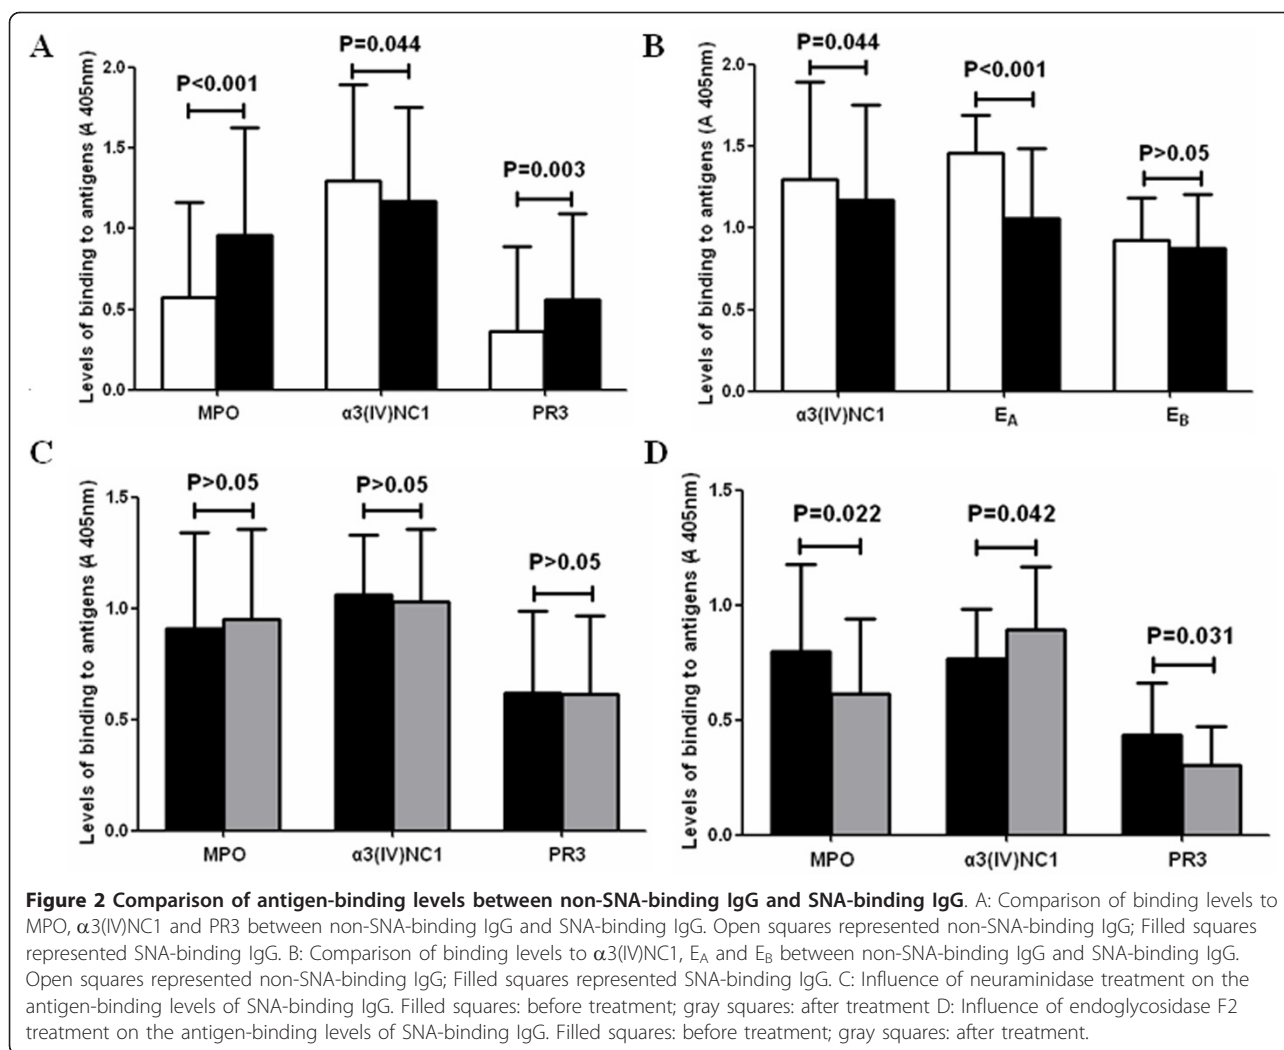 A
B
P<0.001
P=0.044
P=0.003
Levels of binding to antigens (A 405nm)
2.0
1.5
1.0
0.5
0.0
MPO
α3(IV)NC1
PR3
P=0.044
P<0.001
P>0.05
Levels of binding to antigens (A 405nm)
2.0
1.5
1.0
0.5
0.0
α3(IV)NC1
EA
EB
C
D
P>0.05
P>0.05
P>0.05
Levels of binding to antigens (A 405nm)
1.5
1.0
0.5
0.0
MPO
α3(IV)NC1
PR3
P=0.022
P=0.042
P=0.031
Levels of binding to antigens (A 405nm)
1.5
1.0
0.5
0.0
MPO
α3(IV)NC1
PR3
Figure 2 Comparison of antigen-binding levels between non-SNA-binding IgG and SNA-binding IgG. A: Comparison of binding levels to
MPO, α3(IV)NC1 and PR3 between non-SNA-binding IgG and SNA-binding IgG. Open squares represented non-SNA-binding IgG; Filled squares
represented SNA-binding IgG. B: Comparison of binding levels to α3(IV)NC1, EA and EB between non-SNA-binding IgG and SNA-binding IgG.
Open squares represented non-SNA-binding IgG; Filled squares represented SNA-binding IgG. C: Influence of neuraminidase treatment on the
antigen-binding levels of SNA-binding IgG. Filled squares: before treatment; gray squares: after treatment D: Influence of endoglycosidase F2
treatment on the antigen-binding levels of SNA-binding IgG. Filled squares: before treatment; gray squares: after treatment.